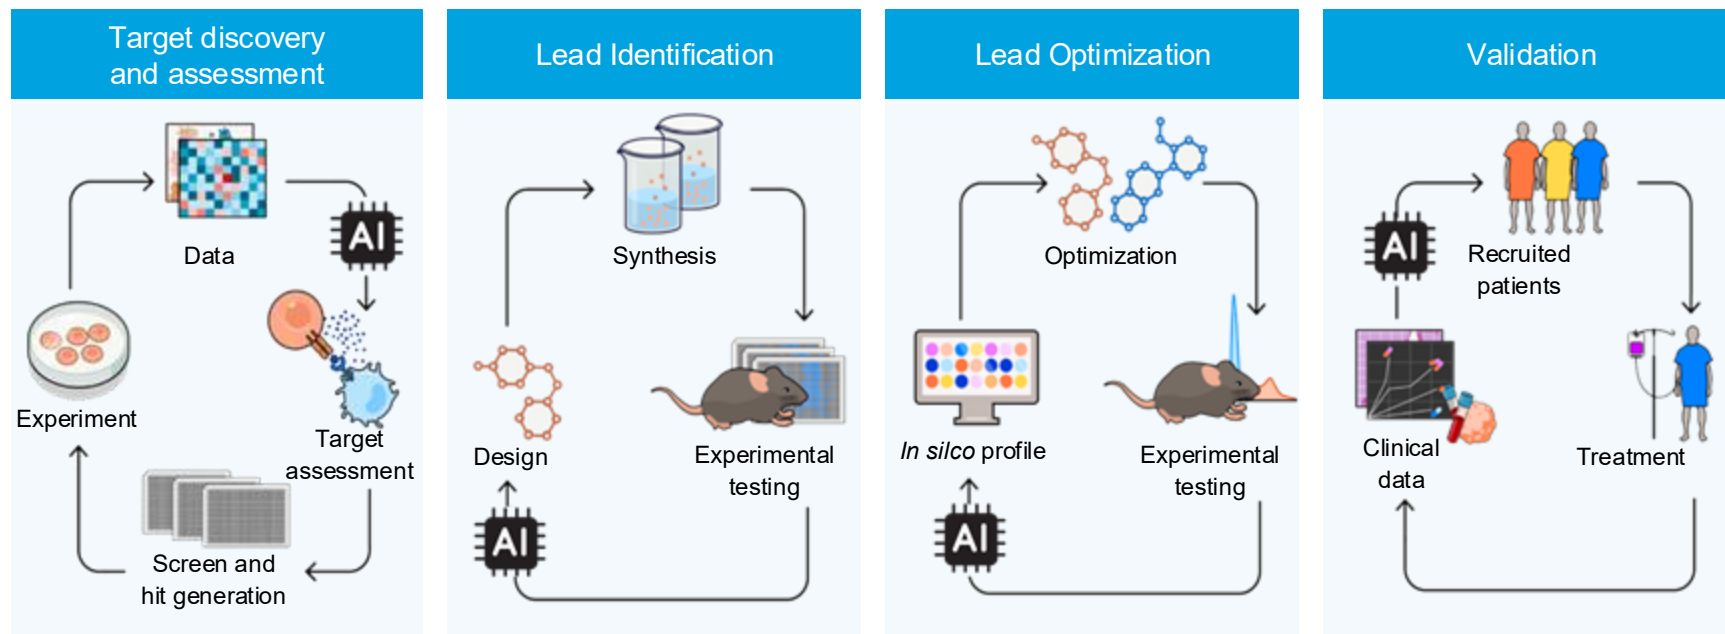 Target discovery
and assessment
Data
AI
Experiment
Target
assessment
Screen and
hit generation
Lead Identification
Synthesis
Design
Experimental
testing
AI
Lead Optimization
Optimization
In silco profile
Experimental
testing
AI
Validation
AI
Recruited
patients
Clinical
data
Treatment